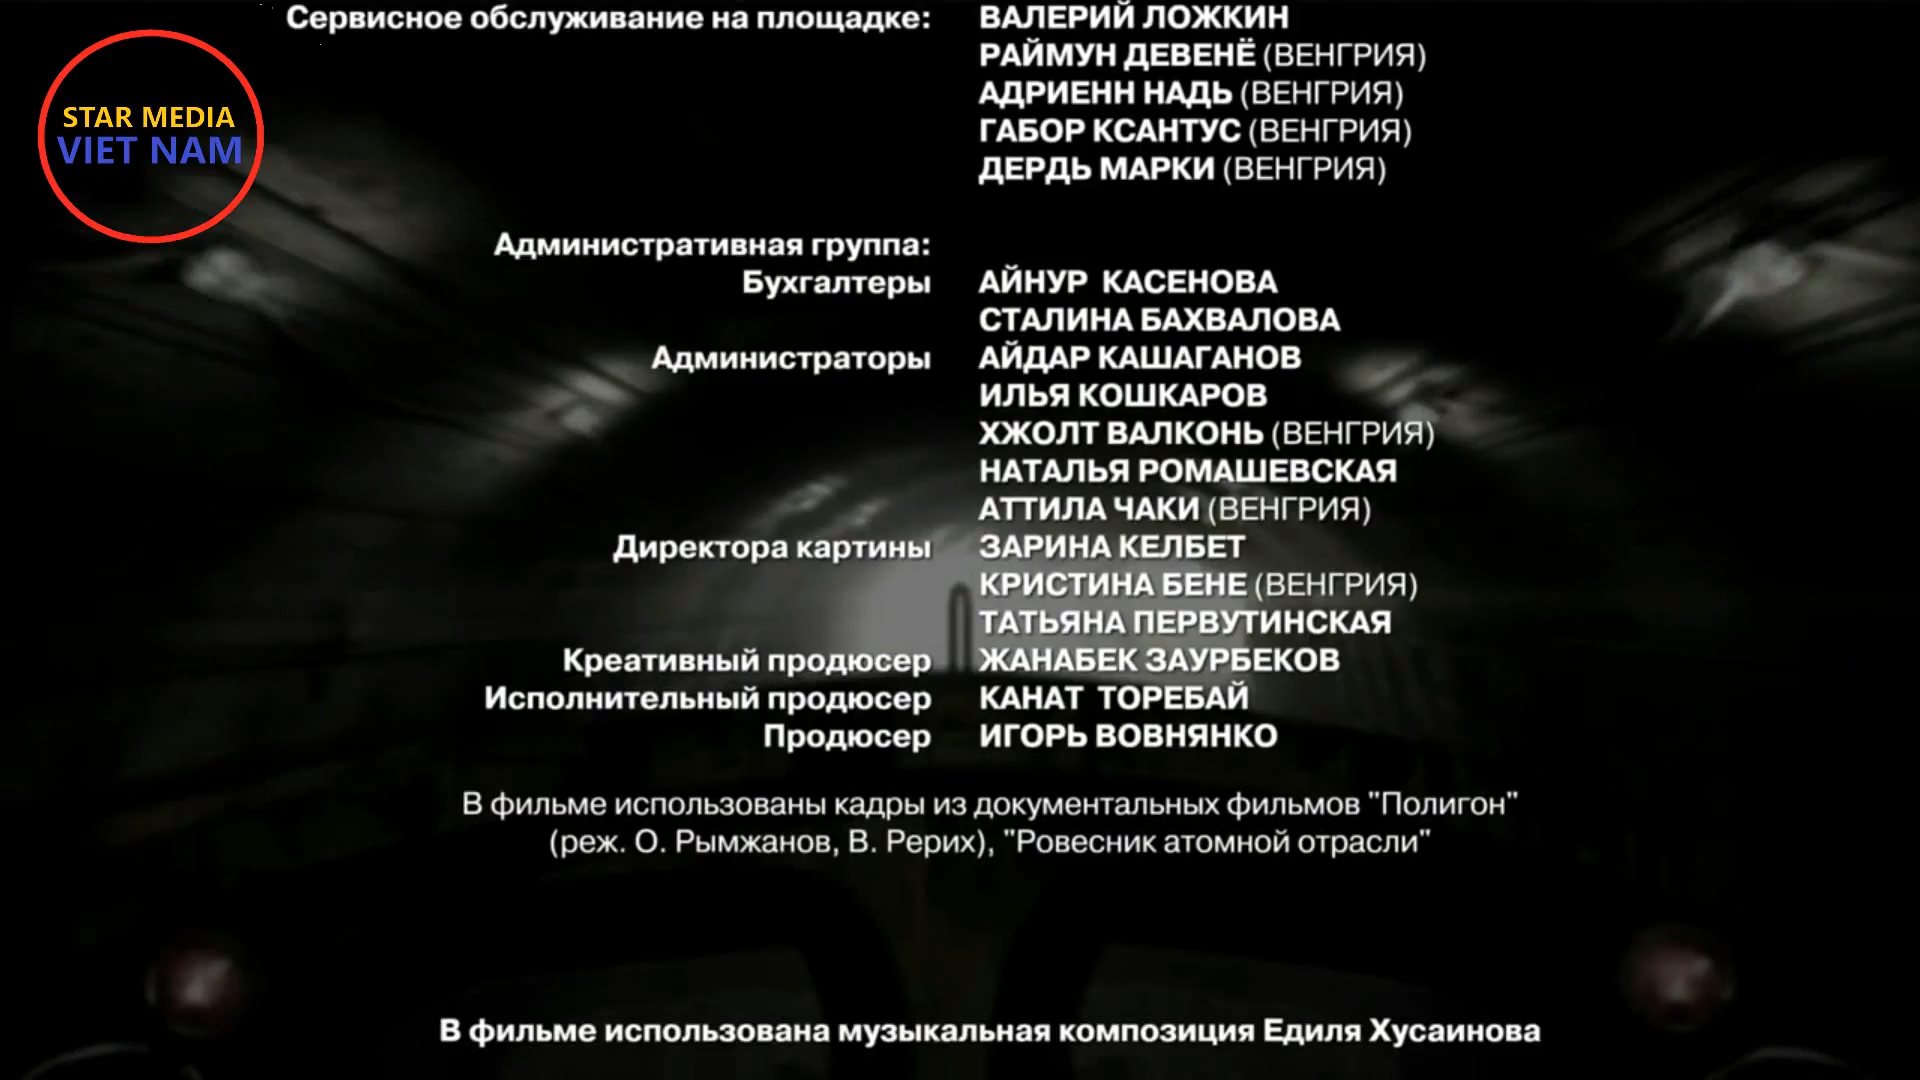 Сервисное обслуживание на площадке: ВАЛЕРИЙ ЛОЖКИН
РАЙМУН ДЕВЕНЁ (ВЕНГРИЯ)
АДРИЕНН НАДЬ (ВЕНГРИЯ)
ГАБОР КСАНТУС (ВЕНГРИЯ)
ДЕРДЬ МАРКИ (ВЕНГРИЯ)
STAR MEDIA
VIET NAM
Административная группа:
Бухгалтеры АЙНУР КАСЕНОВА
СТАЛИНА БАХВАЛОВА
Администраторы АЙДАР КАШАГАНОВ
ИЛЬЯ КОШКАРОВ
ХЖОЛТ ВАЛКОНЬ (ВЕНГРИЯ)
НАТАЛЬЯ РОМАШЕВСКАЯ
АТТИЛА ЧАКИ (ВЕНГРИЯ)
Директора картины ЗАРИНА КЕЛБЕТ
КРИСТИНА БЕНЕ (ВЕНГРИЯ)
ТАТЬЯНА ПЕРВУТИНСКАЯ
Креативный продюсер ЖАНАБЕК ЗАУРБЕКОВ
Исполнительный продюсер КАНАТ ТОРЕБАЙ
Продюсер ИГОРЬ ВОВНЯНКО
В фильме использованы кадры из документальных фильмов "Полигон"
(реж. О. Рымжанов, В. Рерих), "Ровесник атомной отрасли"
В фильме использована музыкальная композиция Едиля Хусаинова